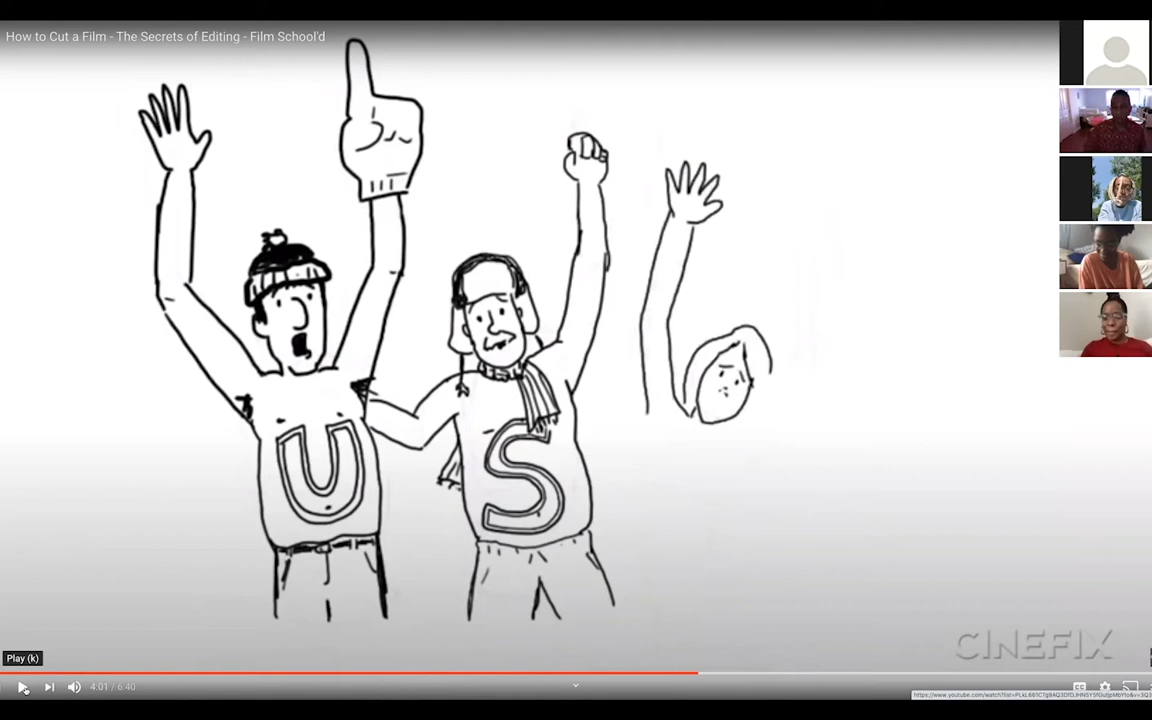 How to Cut a Film - The Secrets of Editing - Film School'd
U
S
CINEFIX
Play (k)
4:01 / 6:40